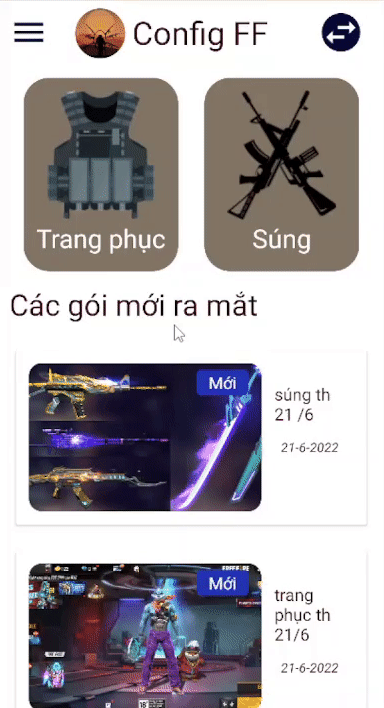 Config FF
Trang phục
Súng
Các gói mới ra mắt
Mới
súng th
21 /6
21-6-2022
Mới
trang
phục th
21/6
21-6-2022